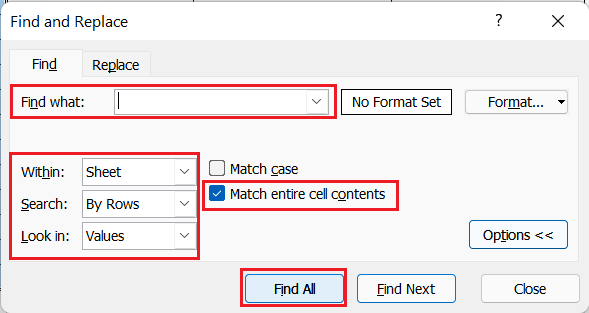 Find and Replace ?
Find Replace
Find what: No Format Set Format...
Within: Sheet Match case
Search: By Rows Match entire cell contents
Look in: Values Options <<
Find All Find Next Close